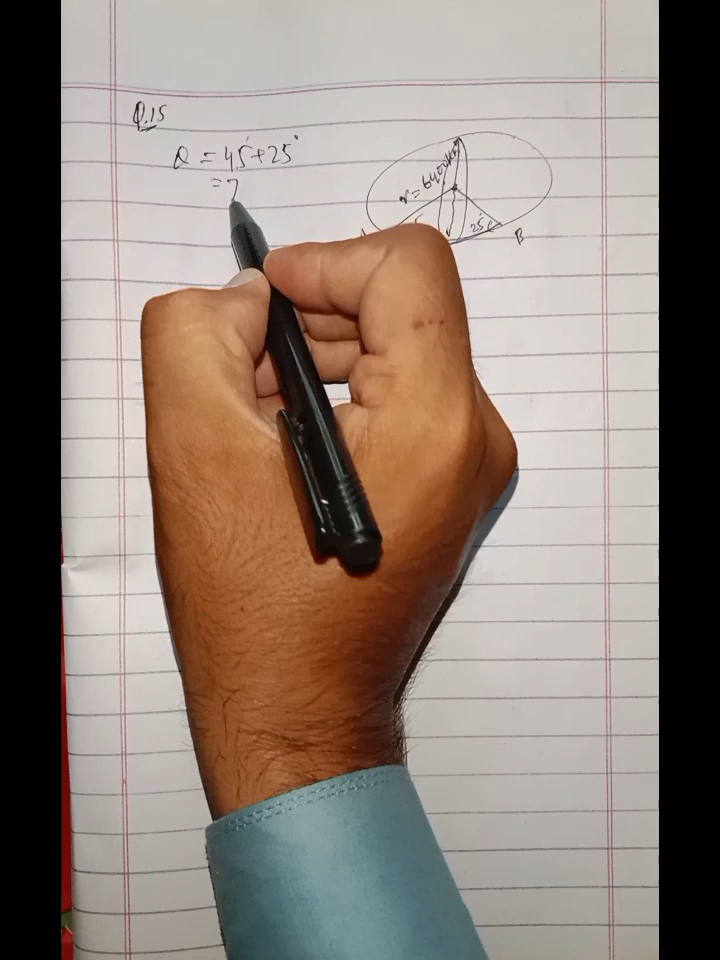 Q.15
θ = 45°+25°
= 7
r = 6400km
25°
B